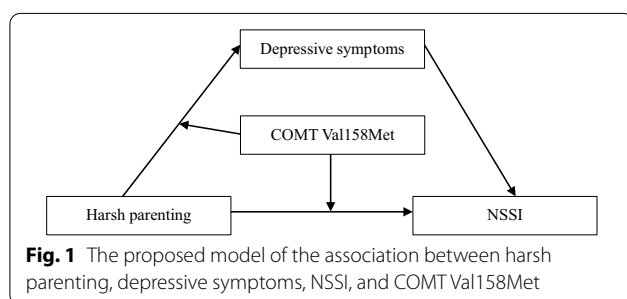 Depressive symptoms
COMT Val158Met
Harsh parenting
NSSI
Fig. 1 The proposed model of the association between harsh
parenting, depressive symptoms, NSSI, and COMT Val158Met